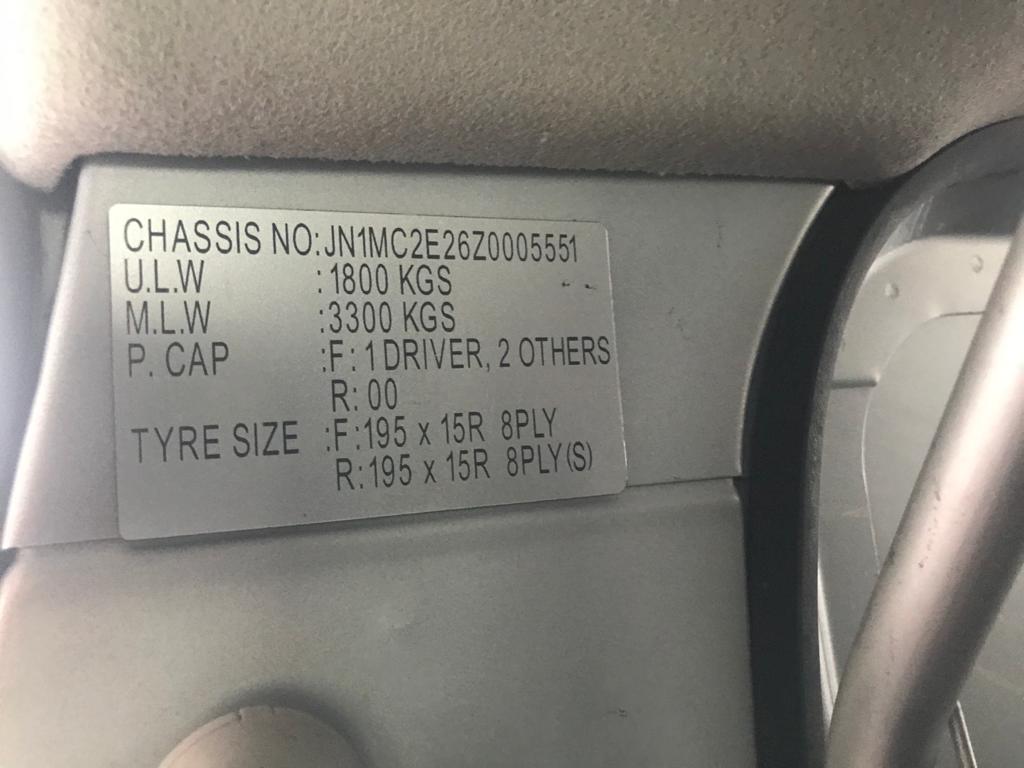 CHASSIS NO:JN1MC2E26Z0005551
U.L.W :1800 KGS
M.L.W :3300 KGS
P. CAP :F: 1 DRIVER, 2 OTHERS
R: 00
TYRE SIZE :F:195 x 15R 8PLY
R:195 x 15R 8PLY(S)